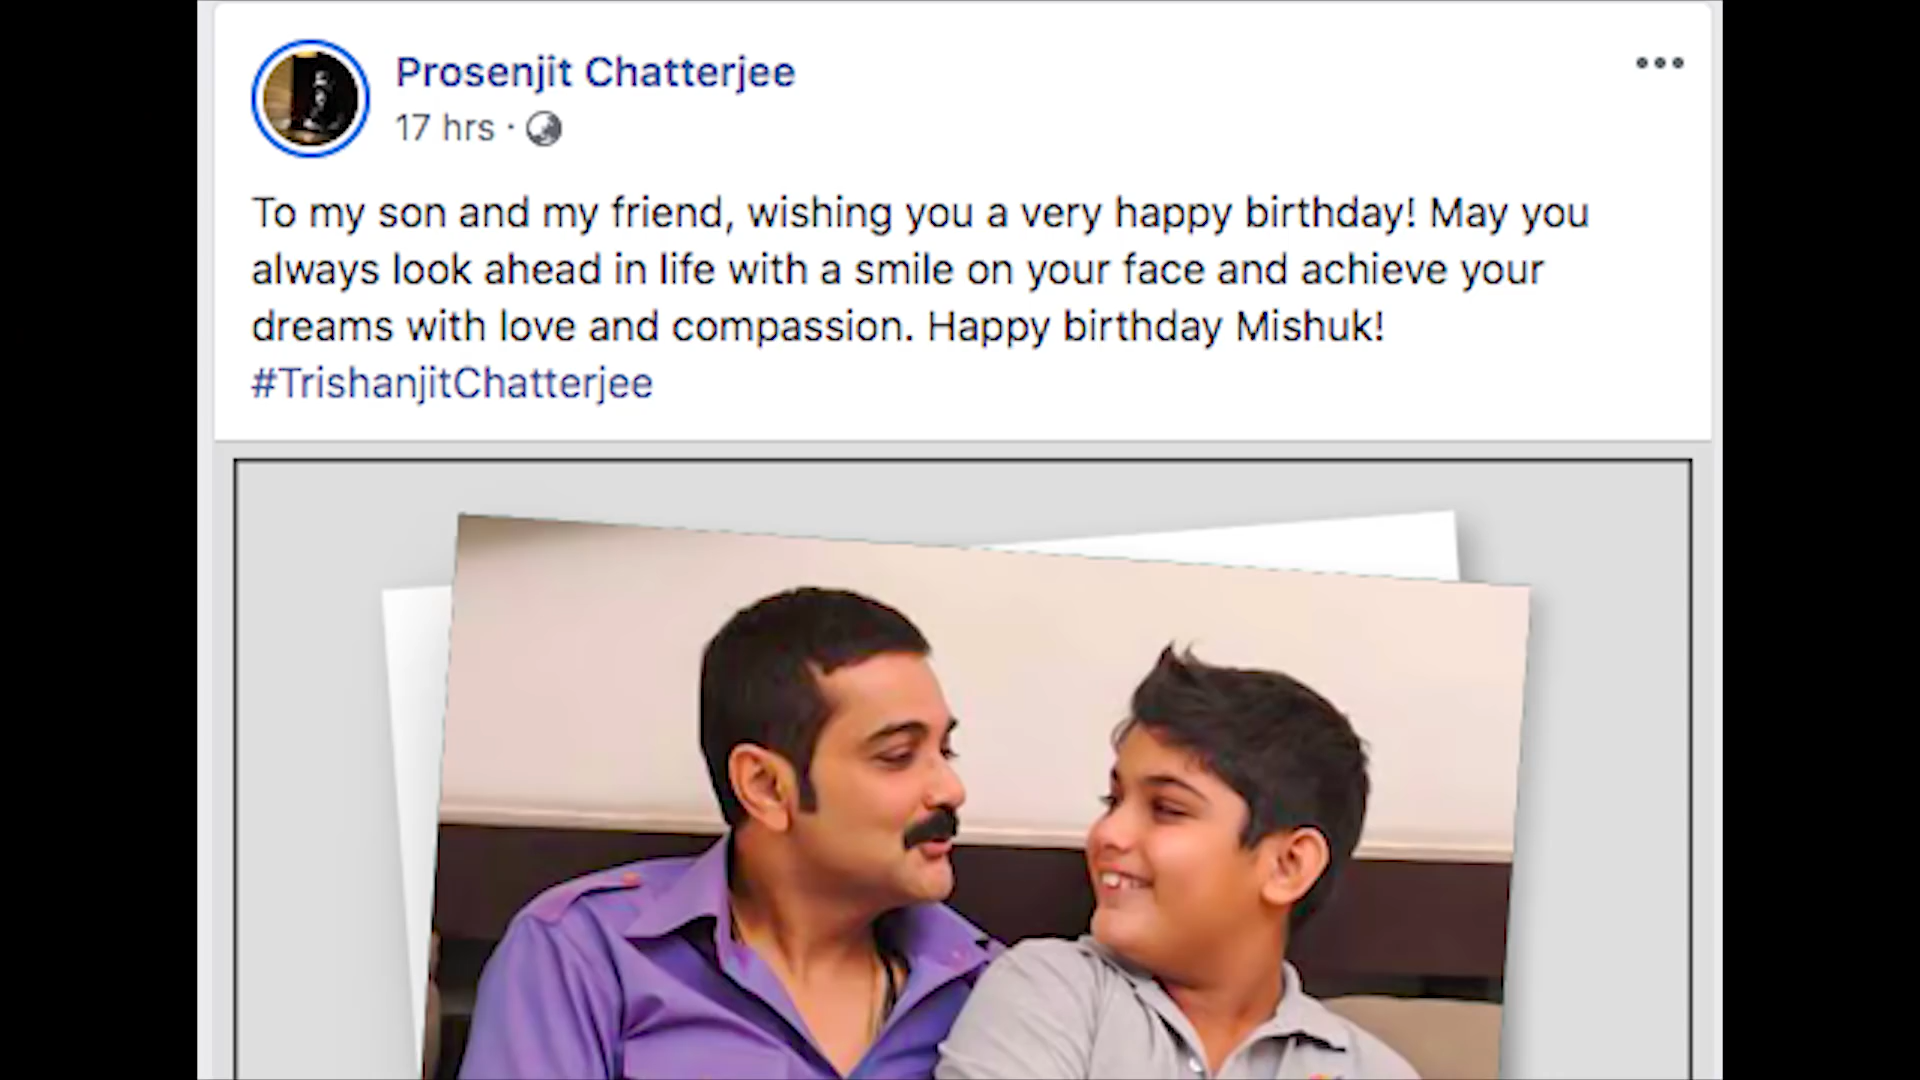 Prosenjit Chatterjee
17 hrs ·
To my son and my friend, wishing you a very happy birthday! May you
always look ahead in life with a smile on your face and achieve your
dreams with love and compassion. Happy birthday Mishuk!
#TrishanjitChatterjee